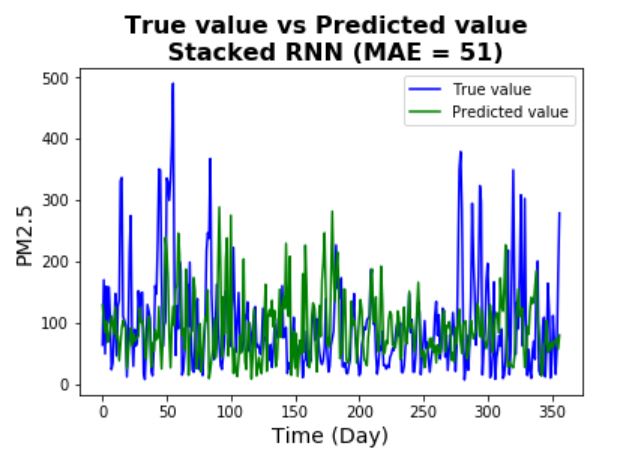 True value vs Predicted value
Stacked RNN (MAE = 51)
True value
Predicted value
PM2.5
500
400
300
200
100
0
0 50 100 150 200 250 300 350
Time (Day)